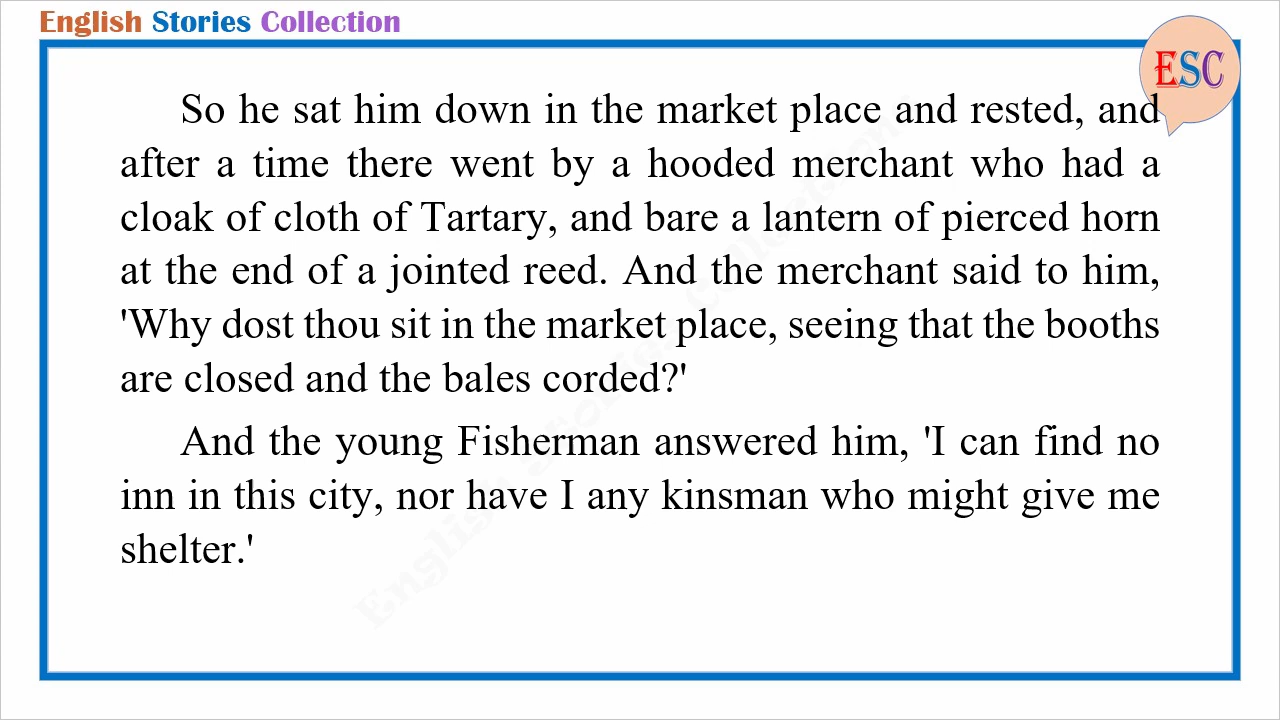 English Stories Collection
ESC
So he sat him down in the market place and rested, and
after a time there went by a hooded merchant who had a
cloak of cloth of Tartary, and bare a lantern of pierced horn
at the end of a jointed reed. And the merchant said to him,
'Why dost thou sit in the market place, seeing that the booths
are closed and the bales corded?'
And the young Fisherman answered him, 'I can find no
inn in this city, nor have I any kinsman who might give me
shelter.'
English Stories Collection